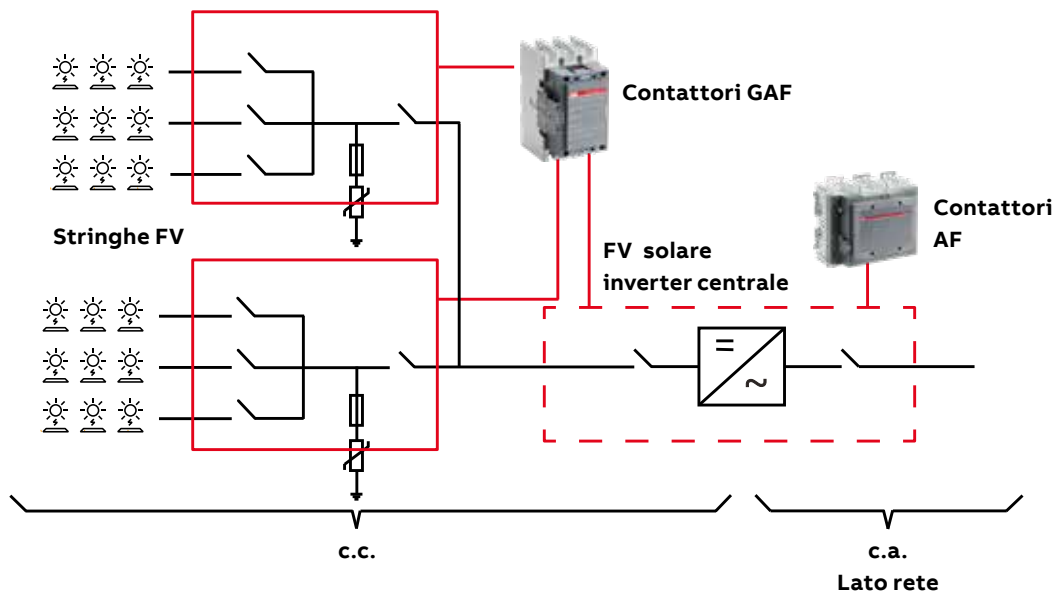 Contattori GAF
Contattori
AF
Stringhe FV
FV solare
inverter centrale
c.c.
c.a.
Lato rete